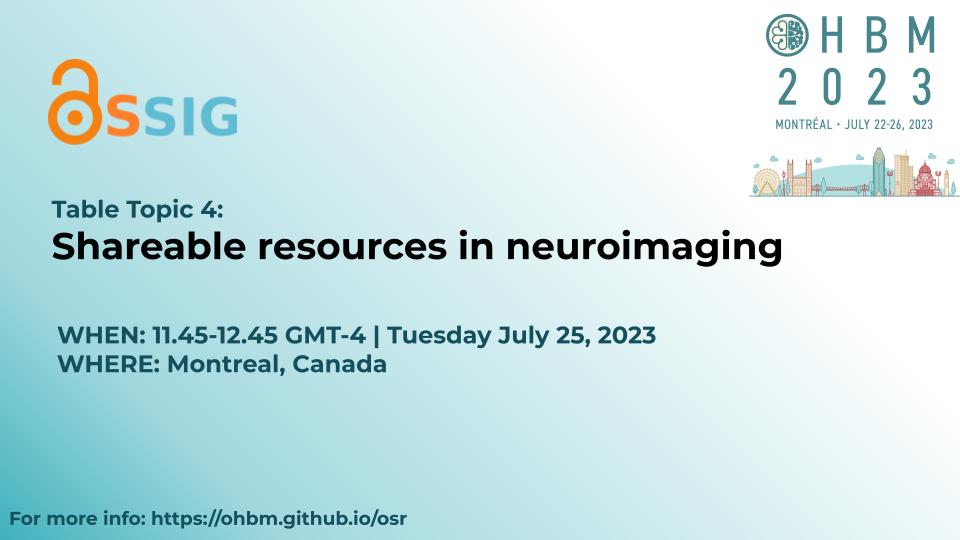 SSIG
OHBM
2023
MONTRÉAL • JULY 22-26, 2023
Table Topic 4:
Shareable resources in neuroimaging
WHEN: 11.45-12.45 GMT-4 | Tuesday July 25, 2023
WHERE: Montreal, Canada
For more info: https://ohbm.github.io/osr